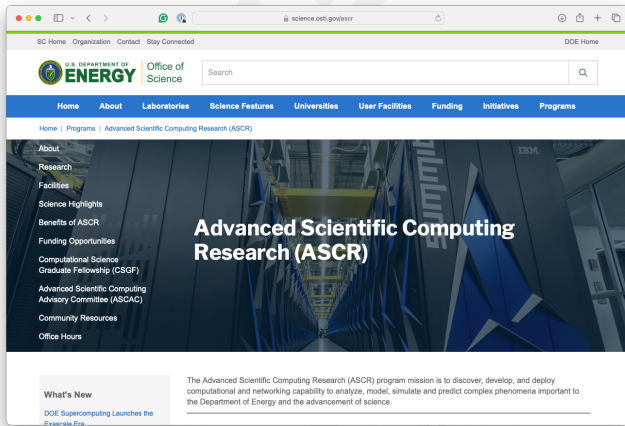 science.osti.gov/ascr
SC Home Organization Contact Stay Connected
DOE Home
U.S. DEPARTMENT OF
ENERGY
Office of
Science
Search
Home About Laboratories Science Features Universities User Facilities Funding Initiatives Programs
Home | Programs | Advanced Scientific Computing Research (ASCR)
About
Research
Facilities
Science Highlights
Benefits of ASCR
Funding Opportunities
Computational Science
Graduate Fellowship (CSGF)
Advanced Scientific Computing
Advisory Committee (ASCAC)
Community Resources
Office Hours
IBM
Advanced Scientific Computing
Research (ASCR)
What's New
DOE Supercomputing Launches the
Exascale Era
The Advanced Scientific Computing Research (ASCR) program mission is to discover, develop, and deploy
computational and networking capability to analyze, model, simulate and predict complex phenomena important to
the Department of Energy and the advancement of science.